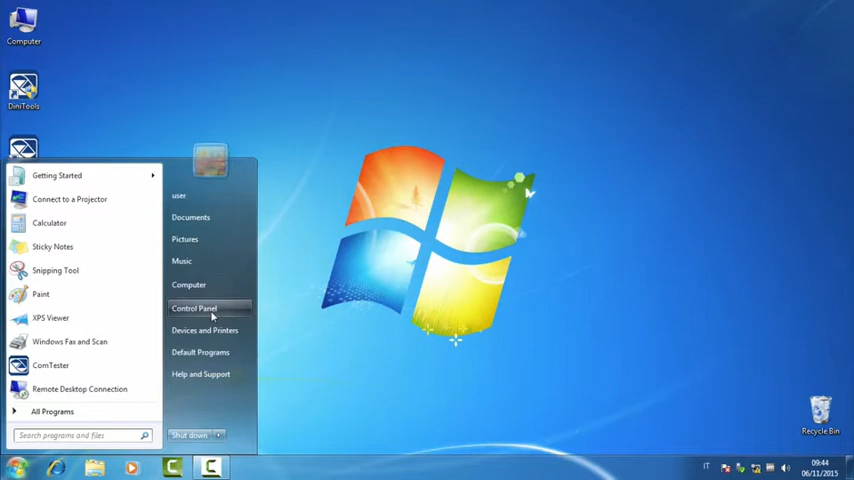 Computer
DiniTools
Getting Started
Connect to a Projector
Calculator
Sticky Notes
Snipping Tool
Paint
XPS Viewer
Windows Fax and Scan
ComTester
Remote Desktop Connection
All Programs
Search programs and files
user
Documents
Pictures
Music
Computer
Control Panel
Devices and Printers
Default Programs
Help and Support
Shut down
Recycle Bin
IT
09:44
06/11/2015